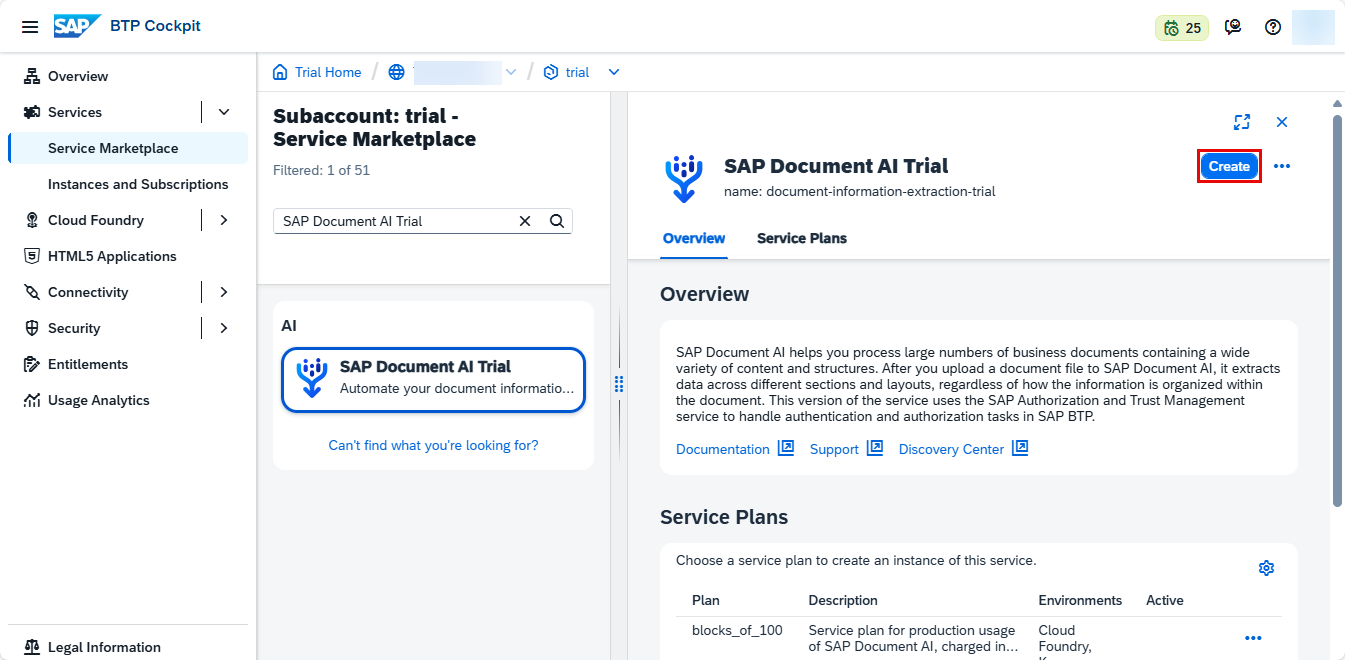 SAP BTP Cockpit
25
Overview
Services
Service Marketplace
Instances and Subscriptions
Cloud Foundry
HTML5 Applications
Connectivity
Security
Entitlements
Usage Analytics
Legal Information
Trial Home / / trial
Subaccount: trial -
Service Marketplace
Filtered: 1 of 51
SAP Document AI Trial
AI
SAP Document AI Trial
Automate your document informatio...
Can't find what you're looking for?
SAP Document AI Trial
name: document-information-extraction-trial
Create
Overview Service Plans
Overview
SAP Document AI helps you process large numbers of business documents containing a wide
variety of content and structures. After you upload a document file to SAP Document AI, it extracts
data across different sections and layouts, regardless of how the information is organized within
the document. This version of the service uses the SAP Authorization and Trust Management
service to handle authentication and authorization tasks in SAP BTP.
Documentation Support Discovery Center
Service Plans
Choose a service plan to create an instance of this service.
Plan Description Environments Active
blocks_of_100 Service plan for production usage Cloud
of SAP Document AI, charged in... Foundry,